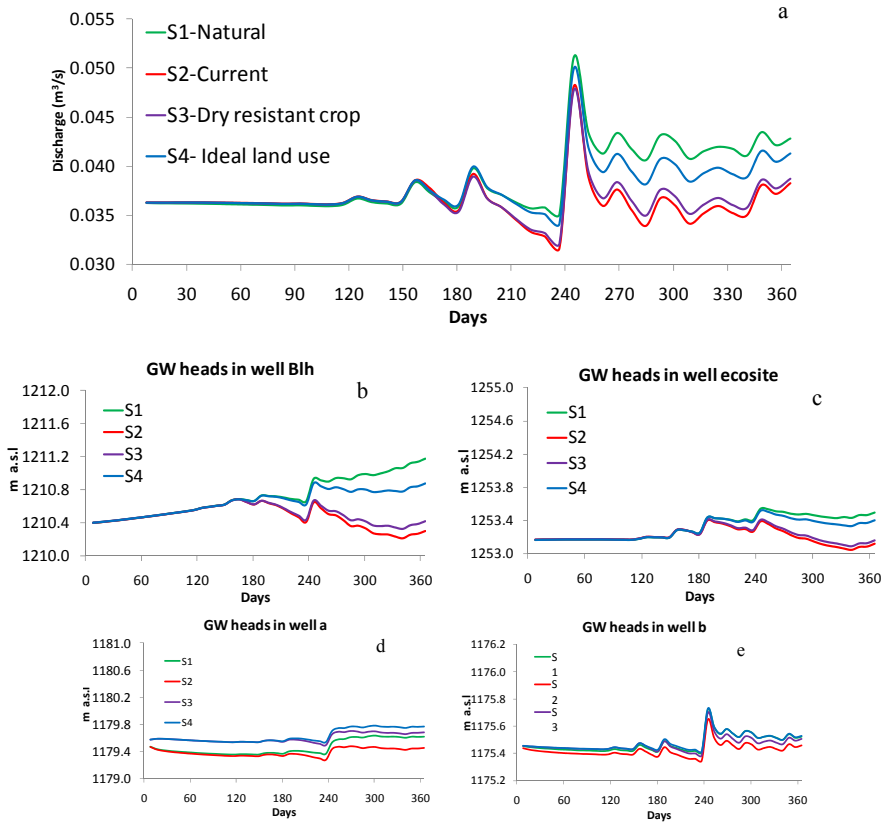 a
0.055
0.050
0.045
0.040
0.035
0.030
Discharge (m³/s)
S1-Natural
S2-Current
S3-Dry resistant crop
S4- Ideal land use
0 30 60 90 120 150 180 210 240 270 300 330 360
Days
GW heads in well Blh
b
1212.0
1211.6
1211.2
1210.8
1210.4
1210.0
m a.s.l
S1
S2
S3
S4
0 60 120 180 240 300 360
Days
GW heads in well ecosite
c
1255.0
1254.6
1254.2
1253.8
1253.4
1253.0
m a.s.l
S1
S2
S3
S4
0 60 120 180 240 300 360
Days
GW heads in well a
d
1181.0
1180.6
1180.2
1179.8
1179.4
1179.0
m a.s.l
S1
S2
S3
S4
0 60 120 180 240 300 360
Days
GW heads in well b
e
1176.2
1176.0
1175.8
1175.6
1175.4
1175.2
m a.s.l
S
1
S
2
S
3
0 60 120 180 240 300 360
Days